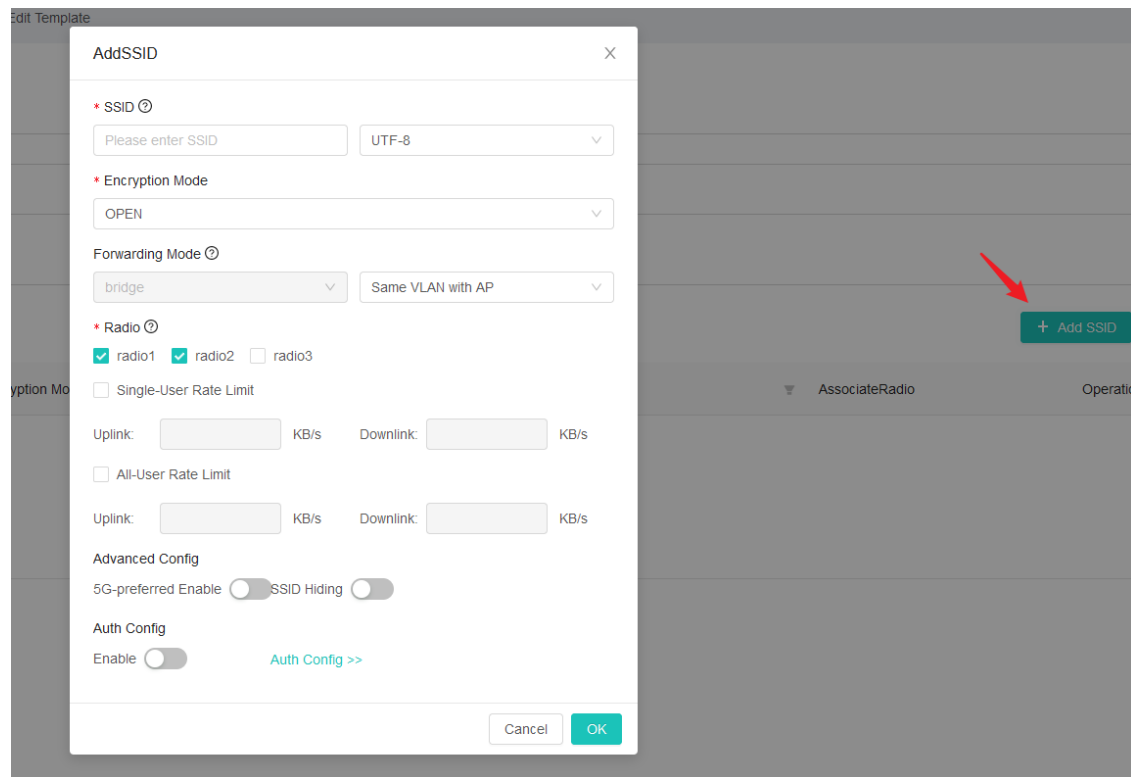 Edit Template
AddSSID
* SSID
Please enter SSID UTF-8
* Encryption Mode
OPEN
Forwarding Mode
bridge Same VLAN with AP
+ Add SSID
* Radio
radio1 radio2 radio3
yption Mo AssociateRadio Operatio
Single-User Rate Limit
Uplink: KB/s Downlink: KB/s
All-User Rate Limit
Uplink: KB/s Downlink: KB/s
Advanced Config
5G-preferred Enable SSID Hiding
Auth Config
Enable Auth Config >>
Cancel OK